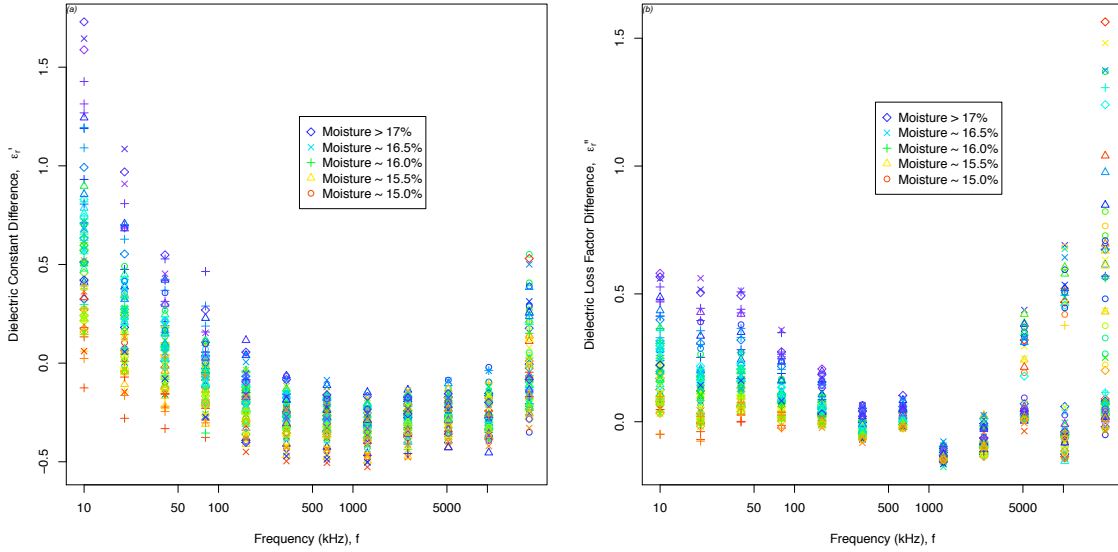 (a)
Dielectric Constant Difference, εr'
1.5
1.0
0.5
0.0
−0.5
10
50
100
500
1000
5000
Frequency (kHz), f
Moisture > 17%
Moisture ~ 16.5%
Moisture ~ 16.0%
Moisture ~ 15.5%
Moisture ~ 15.0%
(b)
Dielectric Loss Factor Difference, εr''
1.5
1.0
0.5
0.0
10
50
100
500
1000
5000
Frequency (kHz), f
Moisture > 17%
Moisture ~ 16.5%
Moisture ~ 16.0%
Moisture ~ 15.5%
Moisture ~ 15.0%